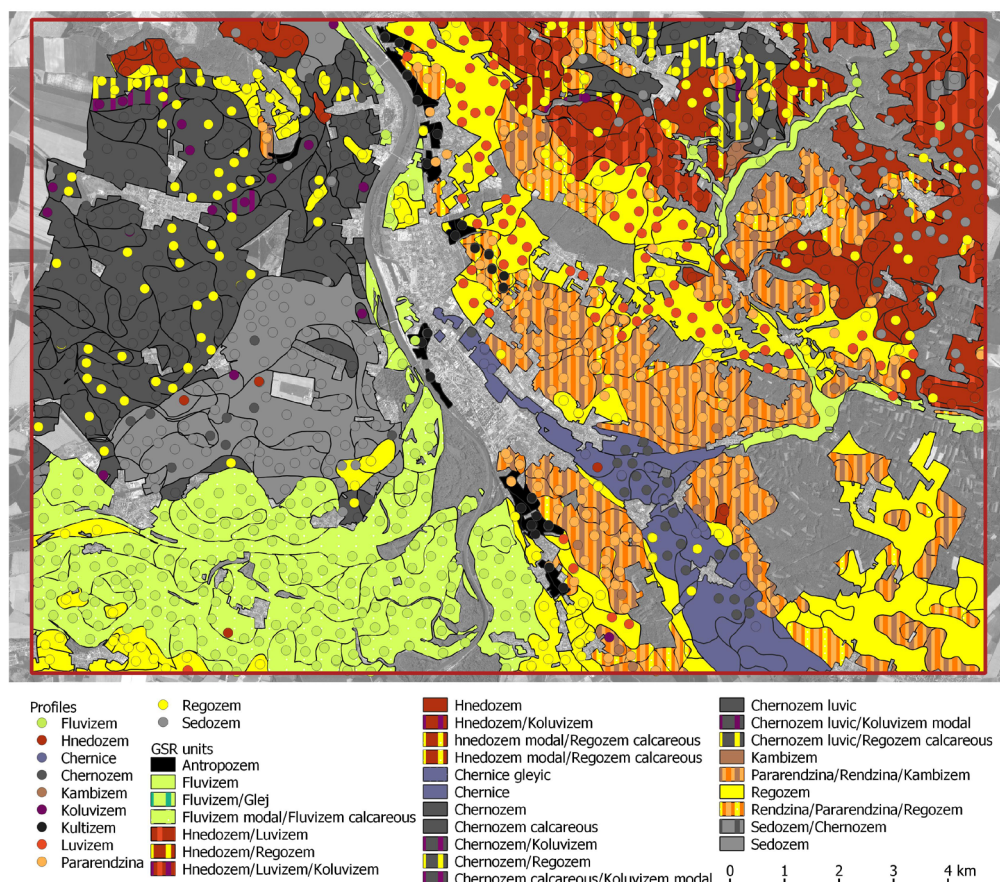 Profiles
Fluvizem
Hnedozem
Chernice
Chernozem
Kambizem
Koluvizem
Kultizem
Luvizem
Pararendzina
Regozem
Sedozem
GSR units
Antropozem
Fluvizem
Fluvizem/Glej
Fluvizem modal/Fluvizem calcareous
Hnedozem/Luvizem
Hnedozem/Regozem
Hnedozem/Luvizem/Koluvizem
Hnedozem
Hnedozem/Koluvizem
hnedozem modal/Regozem calcareous
Hnedozem modal/Regozem calcareous
Chernice gleyic
Chernice
Chernozem
Chernozem calcareous
Chernozem/Koluvizem
Chernozem/Regozem
Chernozem calcareous/Koluvizem modal
Chernozem luvic
Chernozem luvic/Koluvizem modal
Chernozem luvic/Regozem calcareous
Kambizem
Pararendzina/Rendzina/Kambizem
Regozem
Rendzina/Pararendzina/Regozem
Sedozem/Chernozem
Sedozem
0 1 2 3 4 km